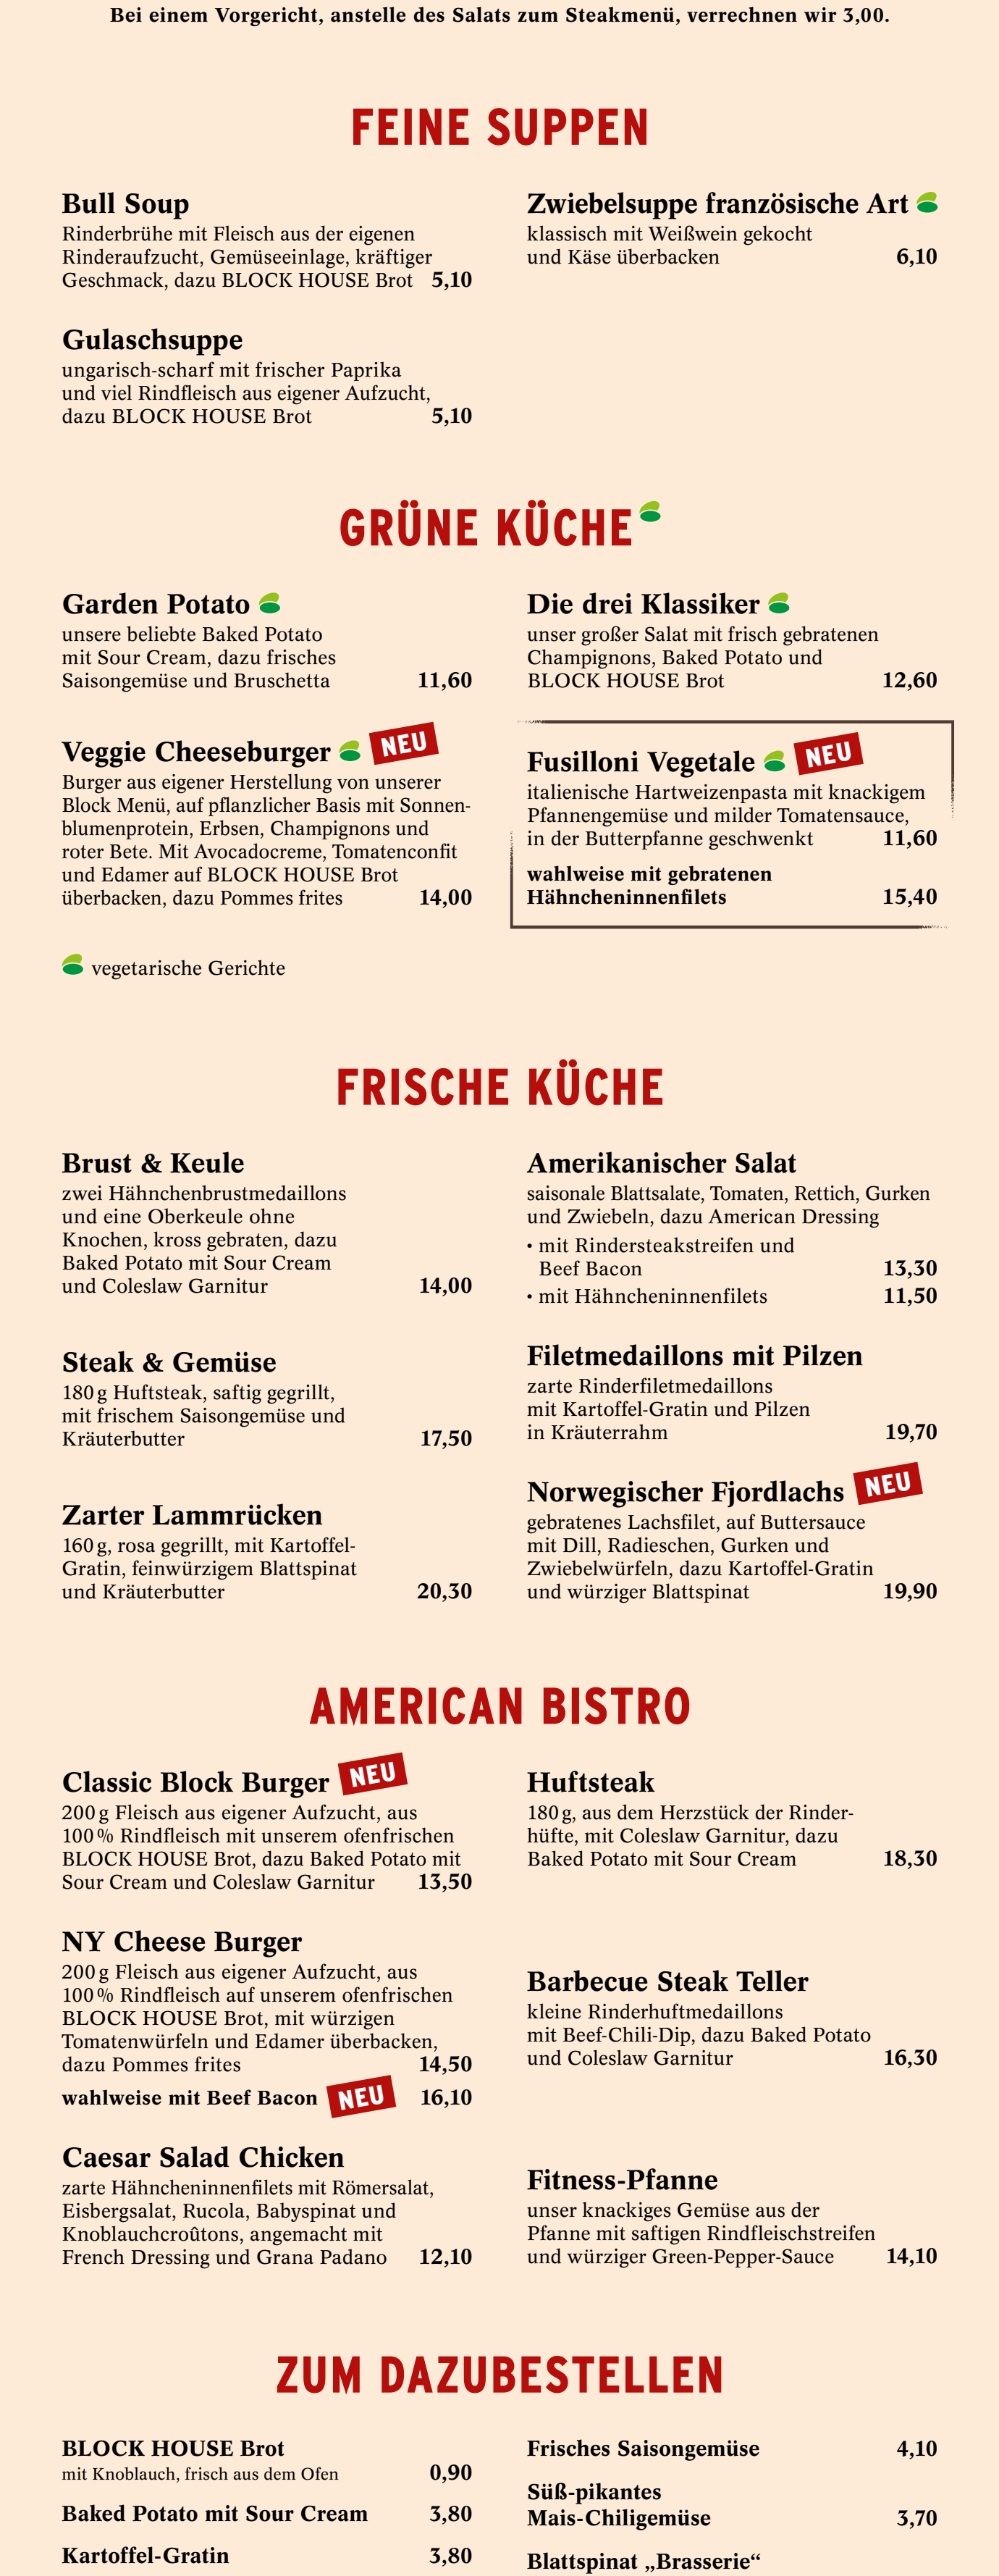 Bei einem Vorgericht, anstelle des Salats zum Steakmenü, verrechnen wir 3,00.
FEINE SUPPEN
Bull Soup
Rinderbrühe mit Fleisch aus der eigenen
Rinderaufzucht, Gemüseeinlage, kräftiger
Geschmack, dazu BLOCK HOUSE Brot 5,10
Gulaschsuppe
ungarisch-scharf mit frischer Paprika
und viel Rindfleisch aus eigener Aufzucht,
dazu BLOCK HOUSE Brot 5,10
Zwiebelsuppe französische Art
klassisch mit Weißwein gekocht
und Käse überbacken 6,10
GRÜNE KÜCHE
Garden Potato
unsere beliebte Baked Potato
mit Sour Cream, dazu frisches
Saisongemüse und Bruschetta 11,60
Veggie Cheeseburger NEU
Burger aus eigener Herstellung von unserer
Block Menü, auf pflanzlicher Basis mit Sonnen-
blumenprotein, Erbsen, Champignons und
roter Bete. Mit Avocadocreme, Tomatenconfit
und Edamer auf BLOCK HOUSE Brot
überbacken, dazu Pommes frites 14,00
vegetarische Gerichte
Die drei Klassiker
unser großer Salat mit frisch gebratenen
Champignons, Baked Potato und
BLOCK HOUSE Brot 12,60
Fusilloni Vegetale NEU
italienische Hartweizenpasta mit knackigem
Pfannengemüse und milder Tomatensauce,
in der Butterpfanne geschwenkt 11,60
wahlweise mit gebratenen
Hähncheninnenfilets 15,40
FRISCHE KÜCHE
Brust & Keule
zwei Hähnchenbrustmedaillons
und eine Oberkeule ohne
Knochen, kross gebraten, dazu
Baked Potato mit Sour Cream
und Coleslaw Garnitur 14,00
Steak & Gemüse
180 g Huftsteak, saftig gegrillt,
mit frischem Saisongemüse und
Kräuterbutter 17,50
Zarter Lammrücken
160 g, rosa gegrillt, mit Kartoffel-
Gratin, feinwürzigem Blattspinat
und Kräuterbutter 20,30
Amerikanischer Salat
saisonale Blattsalate, Tomaten, Rettich, Gurken
und Zwiebeln, dazu American Dressing
• mit Rindersteakstreifen und
Beef Bacon 13,30
• mit Hähncheninnenfilets 11,50
Filetmedaillons mit Pilzen
zarte Rinderfiletmedaillons
mit Kartoffel-Gratin und Pilzen
in Kräuterrahm 19,70
Norwegischer Fjordlachs NEU
gebratenes Lachsfilet, auf Buttersauce
mit Dill, Radieschen, Gurken und
Zwiebelwürfeln, dazu Kartoffel-Gratin
und würziger Blattspinat 19,90
AMERICAN BISTRO
Classic Block Burger NEU
200 g Fleisch aus eigener Aufzucht, aus
100 % Rindfleisch mit unserem ofenfrischen
BLOCK HOUSE Brot, dazu Baked Potato mit
Sour Cream und Coleslaw Garnitur 13,50
NY Cheese Burger
200 g Fleisch aus eigener Aufzucht, aus
100 % Rindfleisch auf unserem ofenfrischen
BLOCK HOUSE Brot, mit würzigen
Tomatenwürfeln und Edamer überbacken,
dazu Pommes frites 14,50
wahlweise mit Beef Bacon NEU 16,10
Caesar Salad Chicken
zarte Hähncheninnenfilets mit Römersalat,
Eisbergsalat, Rucola, Babyspinat und
Knoblauchcroûtons, angemacht mit
French Dressing und Grana Padano 12,10
Huftsteak
180 g, aus dem Herzstück der Rinder-
hüfte, mit Coleslaw Garnitur, dazu
Baked Potato mit Sour Cream 18,30
Barbecue Steak Teller
kleine Rinderhuftmedaillons
mit Beef-Chili-Dip, dazu Baked Potato
und Coleslaw Garnitur 16,30
Fitness-Pfanne
unser knackiges Gemüse aus der
Pfanne mit saftigen Rindfleischstreifen
und würziger Green-Pepper-Sauce 14,10
ZUM DAZUBESTELLEN
BLOCK HOUSE Brot
mit Knoblauch, frisch aus dem Ofen 0,90
Baked Potato mit Sour Cream 3,80
Kartoffel-Gratin 3,80
Frisches Saisongemüse 4,10
Süß-pikantes
Mais-Chiligemüse 3,70
Blattspinat „Brasserie“